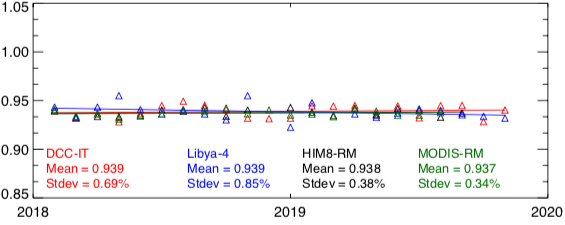 1.05
1.00
0.95
0.90
0.85
DCC-IT Libya-4 HIM8-RM MODIS-RM
Mean = 0.939 Mean = 0.939 Mean = 0.938 Mean = 0.937
Stdev = 0.69% Stdev = 0.85% Stdev = 0.38% Stdev = 0.34%
2018 2019 2020